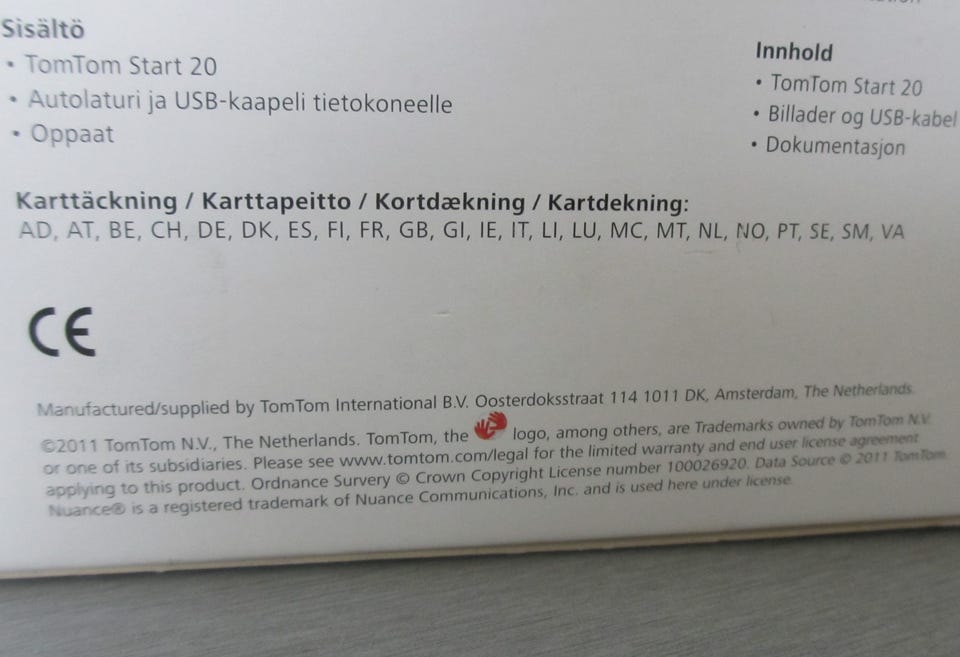 Sisältö
• TomTom Start 20
• Autolaturi ja USB-kaapeli tietokoneelle
• Oppaat
Innhold
• TomTom Start 20
• Billader og USB-kabel
• Dokumentasjon
Karttäckning / Karttapeitto / Kortdækning / Kartdekning:
AD, AT, BE, CH, DE, DK, ES, FI, FR, GB, GI, IE, IT, LI, LU, MC, MT, NL, NO, PT, SE, SM, VA
CE
Manufactured/supplied by TomTom International B.V. Oosterdoksstraat 114 1011 DK, Amsterdam, The Netherlands.
©2011 TomTom N.V., The Netherlands. TomTom, the logo, among others, are Trademarks owned by TomTom N.V.
or one of its subsidiaries. Please see www.tomtom.com/legal for the limited warranty and end user license agreement
applying to this product. Ordnance Survery © Crown Copyright License number 100026920. Data Source © 2011 TomTom
Nuance® is a registered trademark of Nuance Communications, Inc. and is used here under license.